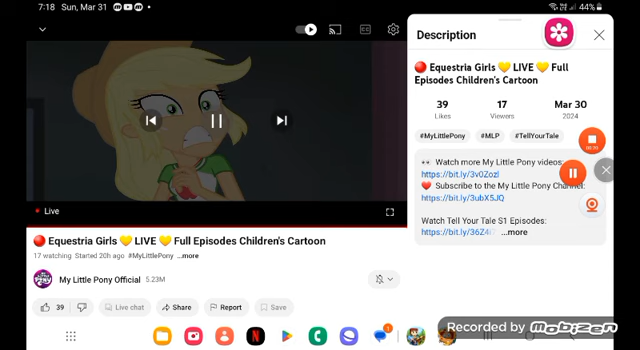 7:18 Sun, Mar 31
44%
CC
Live
🔴 Equestria Girls 💛 LIVE 💛 Full Episodes Children's Cartoon
17 watching Started 20h ago #MyLittlePony ...more
My Little Pony Official 5.23M
39
Live chat
Share
Report
Save
Description
🔴 Equestria Girls 💛 LIVE 💛 Full
Episodes Children's Cartoon
39 17 Mar 30
Likes Viewers 2024
#MyLittlePony #MLP #TellYourTale
👀 Watch more My Little Pony videos:
https://bit.ly/3v0Zozl
❤️ Subscribe to the My Little Pony Channel:
https://bit.ly/3ubX5JQ
Watch Tell Your Tale S1 Episodes:
...more
1
Recorded by Mobizen